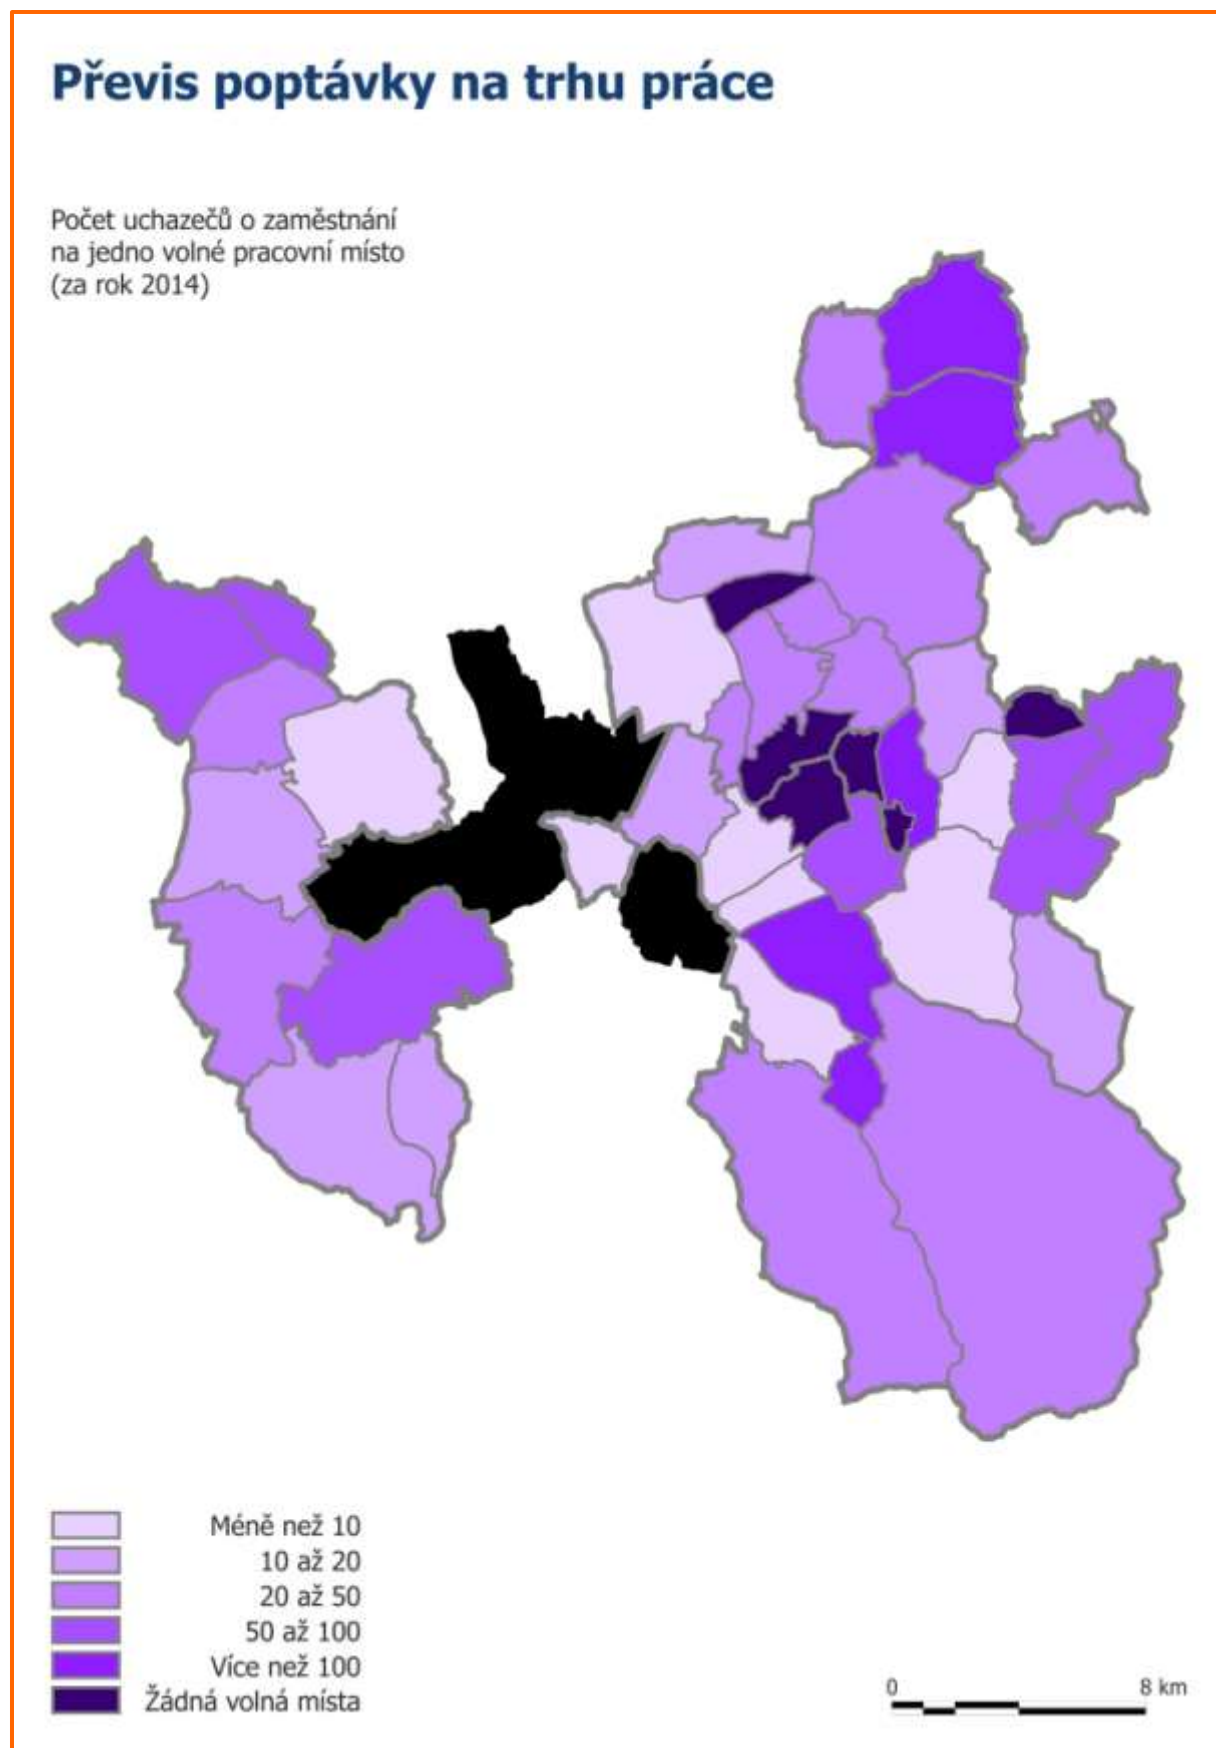 Převis poptávky na trhu práce
Počet uchazečů o zaměstnání
na jedno volné pracovní místo
(za rok 2014)
Méně než 10
10 až 20
20 až 50
50 až 100
Více než 100
Žádná volná místa
0 8 km